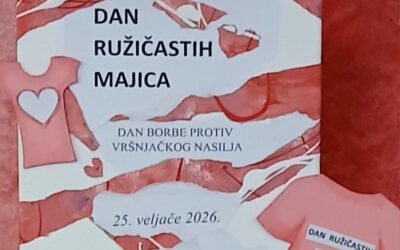 DAN
RUŽIČASTIH
MAJICA
DAN BORBE PROTIV
VRŠNJAČKOG NASILJA
25. veljače 2026.
DAN RUŽIČASTIH